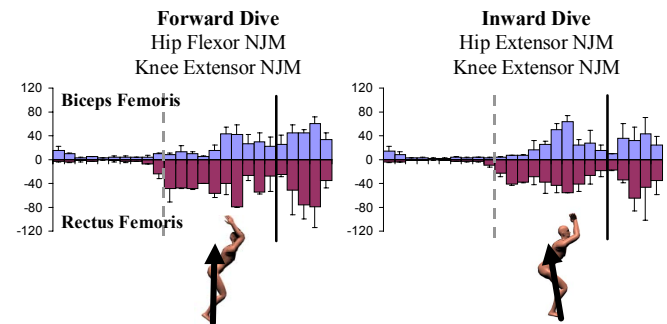 Forward Dive
Hip Flexor NJM
Knee Extensor NJM
120
80
40
0
-40
-80
-120
Biceps Femoris
Rectus Femoris
Inward Dive
Hip Extensor NJM
Knee Extensor NJM
120
80
40
0
-40
-80
-120